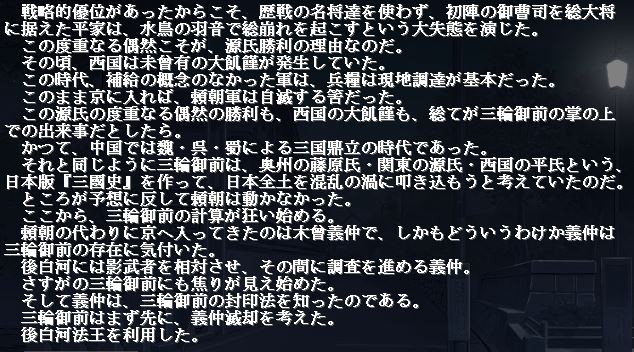 戦略的優位があったからこそ、歴戦の名将達を使わず、初陣の御曹司を総大将
に据えた平家は、水鳥の羽音で総崩れを起こすという大失態を演じた。
　この度重なる偶然こそが、源氏勝利の理由なのだ。
　その頃、西国は未曾有の大飢饉が発生していた。
　この時代、補給の概念のなかった軍は、兵糧は現地調達が基本だった。
　このまま京に入れば、頼朝軍は自滅する筈だった。
　この源氏の度重なる偶然の勝利も、西国の大飢饉も、総てが三輪御前の掌の上
での出来事だとしたら。
　かつて、中国では魏・呉・蜀による三国鼎立の時代であった。
　それと同じように三輪御前は、奥州の藤原氏・関東の源氏・西国の平氏という、
日本版『三國史』を作って、日本全土を混乱の渦に叩き込もうと考えていたのだ。
　ところが予想に反して頼朝は動かなかった。
　ここから、三輪御前の計算が狂い始める。
　頼朝の代わりに京へ入ってきたのは木曾義仲で、しかもどういうわけか義仲は
三輪御前の存在に気付いた。
　後白河には影武者を相対させ、その間に調査を進める義仲。
　さすがの三輪御前にも焦りが見え始めた。
　そして義仲は、三輪御前の封印法を知ったのである。
　三輪御前はまず先に、義仲滅却を考えた。
　後白河法王を利用した。